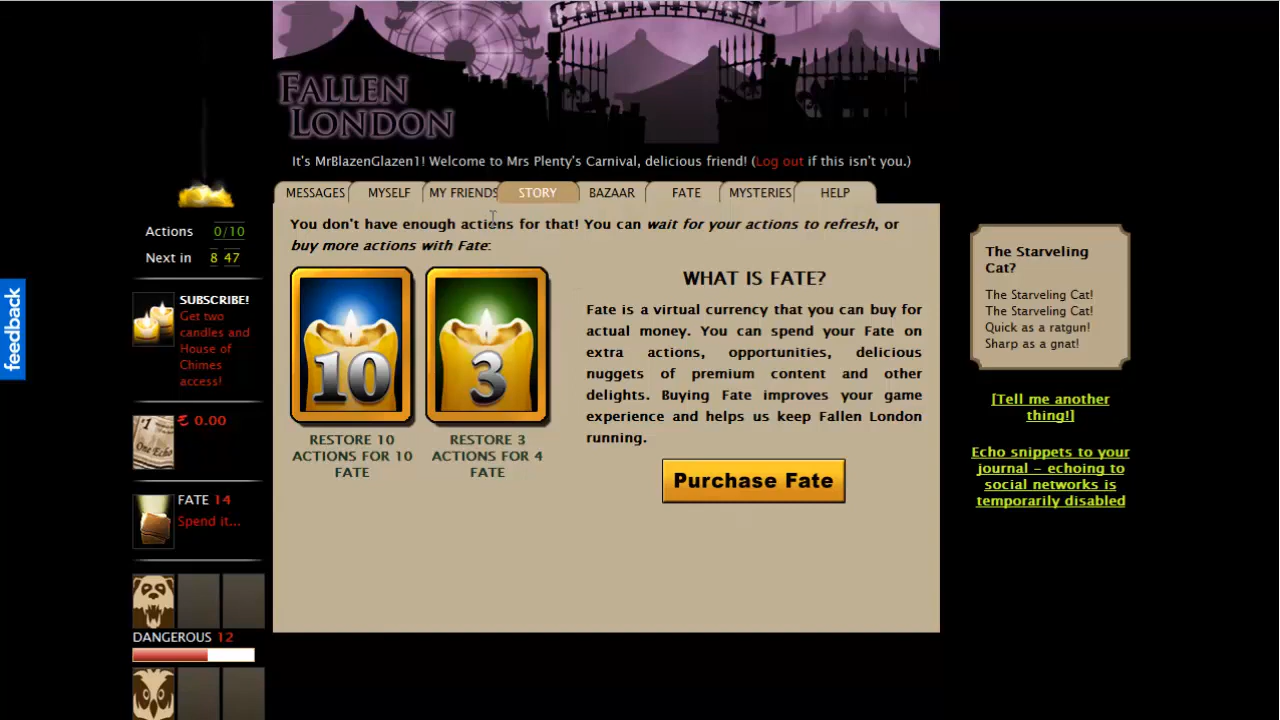 FALLEN
LONDON
It's MrBlazenGlazen1! Welcome to Mrs Plenty's Carnival, delicious friend! (Log out if this isn't you.)
MESSAGES MYSELF MY FRIENDS STORY BAZAAR FATE MYSTERIES HELP
Actions 0/10
Next in 8 47
SUBSCRIBE!
Get two
candles and
House of
Chimes
access!
One Echo
0.00
FATE 14
Spend it...
DANGEROUS 12
feedback
You don't have enough actions for that! You can wait for your actions to refresh, or
buy more actions with Fate:
10
RESTORE 10
ACTIONS FOR 10
FATE
3
RESTORE 3
ACTIONS FOR 4
FATE
WHAT IS FATE?
Fate is a virtual currency that you can buy for
actual money. You can spend your Fate on
extra actions, opportunities, delicious
nuggets of premium content and other
delights. Buying Fate improves your game
experience and helps us keep Fallen London
running.
Purchase Fate
The Starveling
Cat?
The Starveling Cat!
The Starveling Cat!
Quick as a ratgun!
Sharp as a gnat!
[Tell me another
thing!]
Echo snippets to your
journal - echoing to
social networks is
temporarily disabled